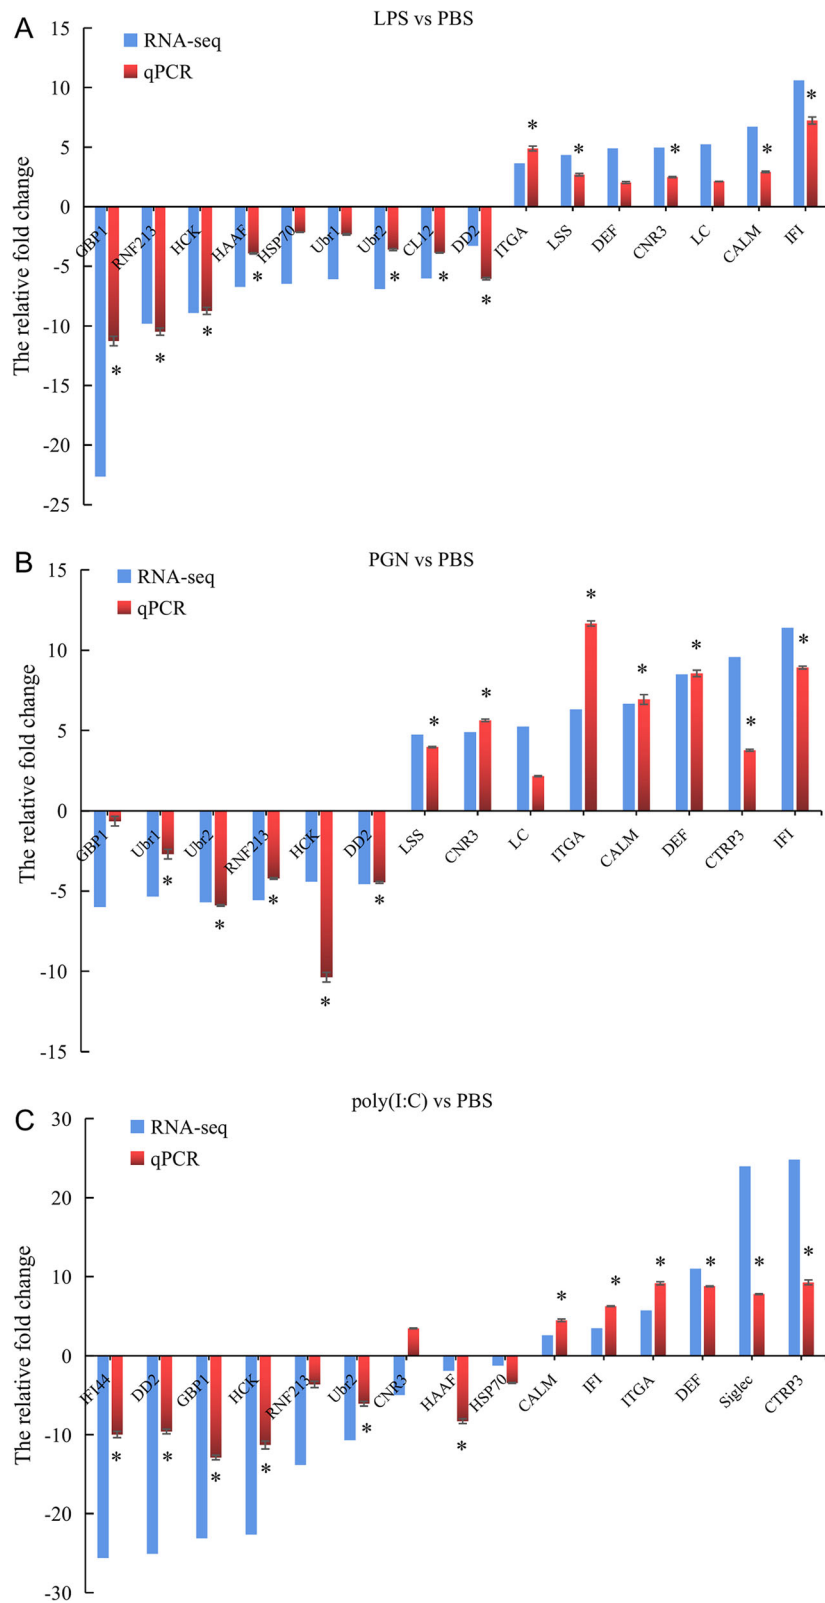 A
LPS vs PBS
RNA-seq
qPCR
The relative fold change
15
10
5
0
-5
-10
-15
-20
-25
GBP1
RNF213
HCK
HAAF
HSP70
Ubr1
Ubr2
CL12
DD2
ITGA
LSS
DEF
CNR3
LC
CALM
IFI
* * * * * * * * * * * *
B
PGN vs PBS
RNA-seq
qPCR
The relative fold change
15
10
5
0
-5
-10
-15
GBP1
Ubr1
Ubr2
RNF213
HCK
DD2
LSS
CNR3
LC
ITGA
CALM
DEF
CTRP3
IFI
* * * * * * * * * * * *
C
poly(I:C) vs PBS
RNA-seq
qPCR
The relative fold change
30
20
10
0
-10
-20
-30
IFI44
DD2
GBP1
HCK
RNF213
Ubr2
CNR3
HAAF
HSP70
CALM
IFI
ITGA
DEF
Siglec
CTRP3
* * * * * * * * * * * *